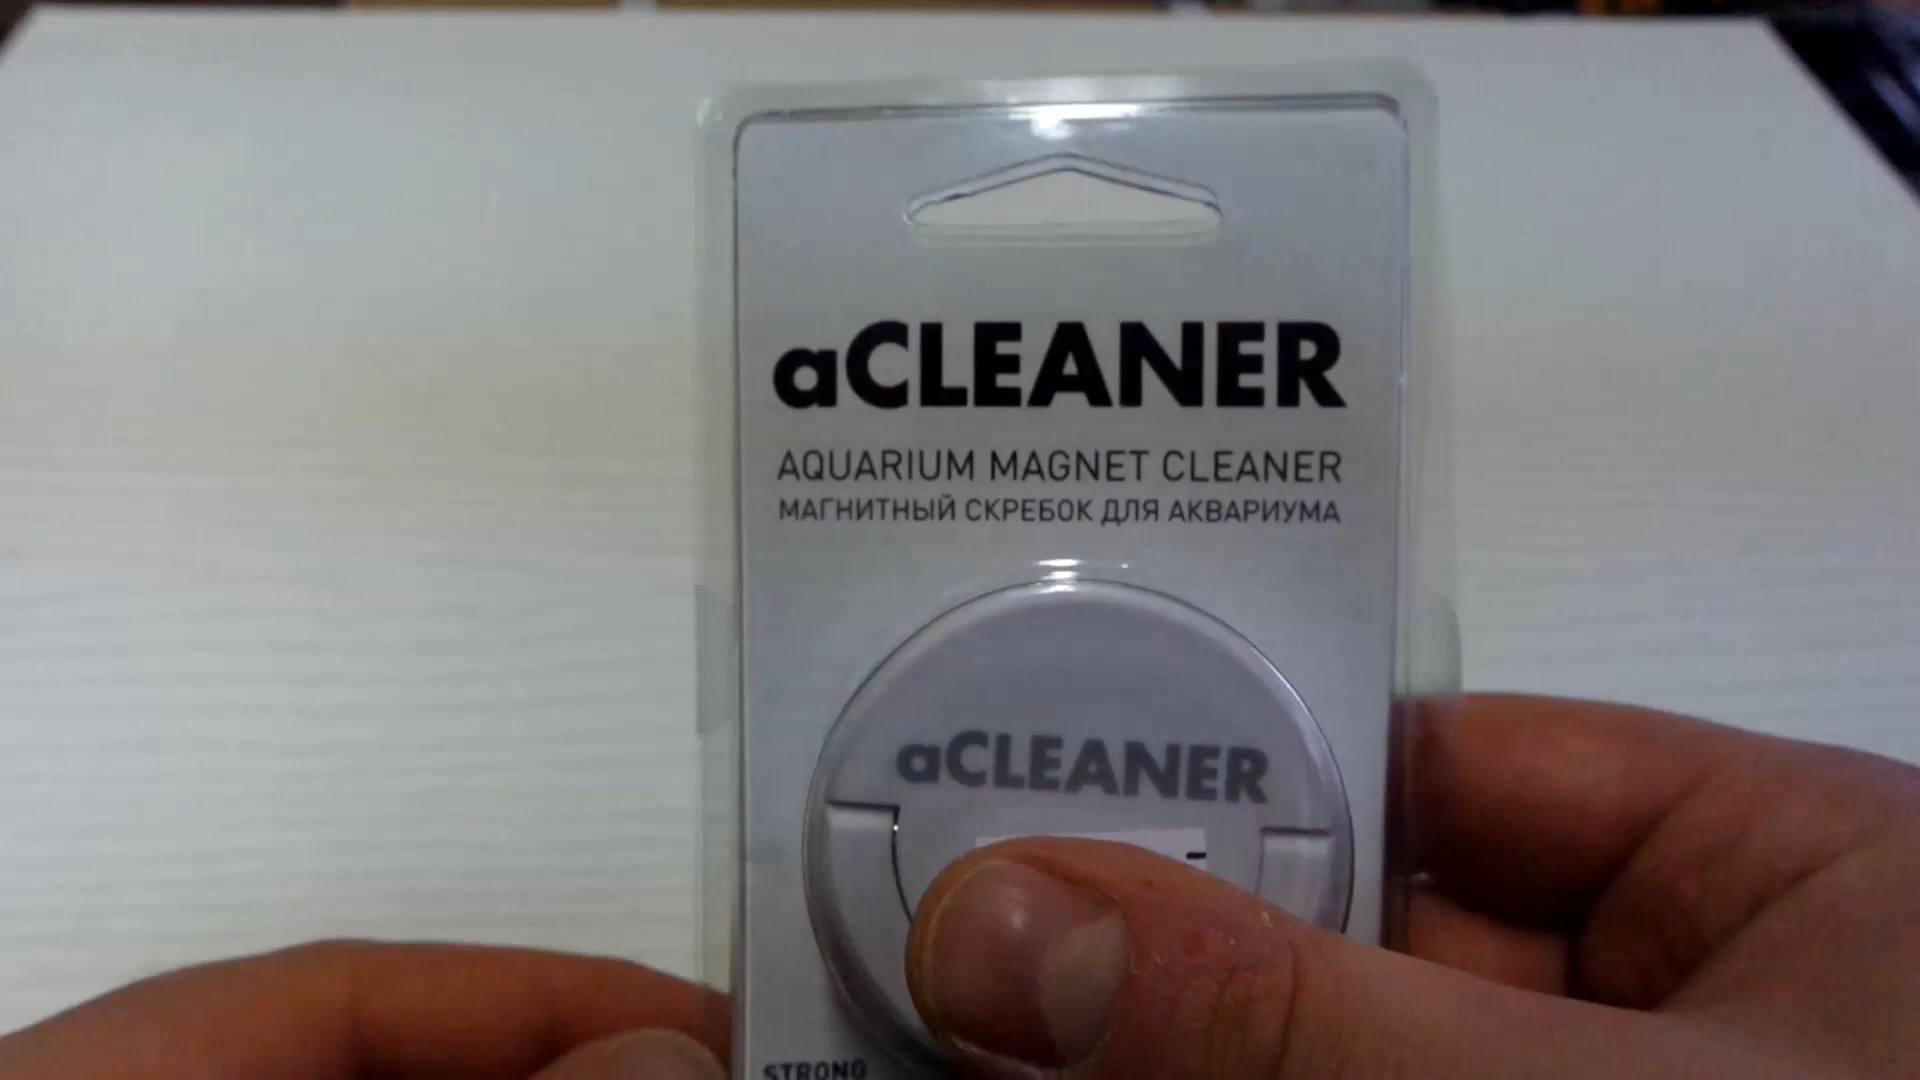 aCLEANER
AQUARIUM MAGNET CLEANER
МАГНИТНЫЙ СКРЕБОК ДЛЯ АКВАРИУМА
aCLEANER
STRONG